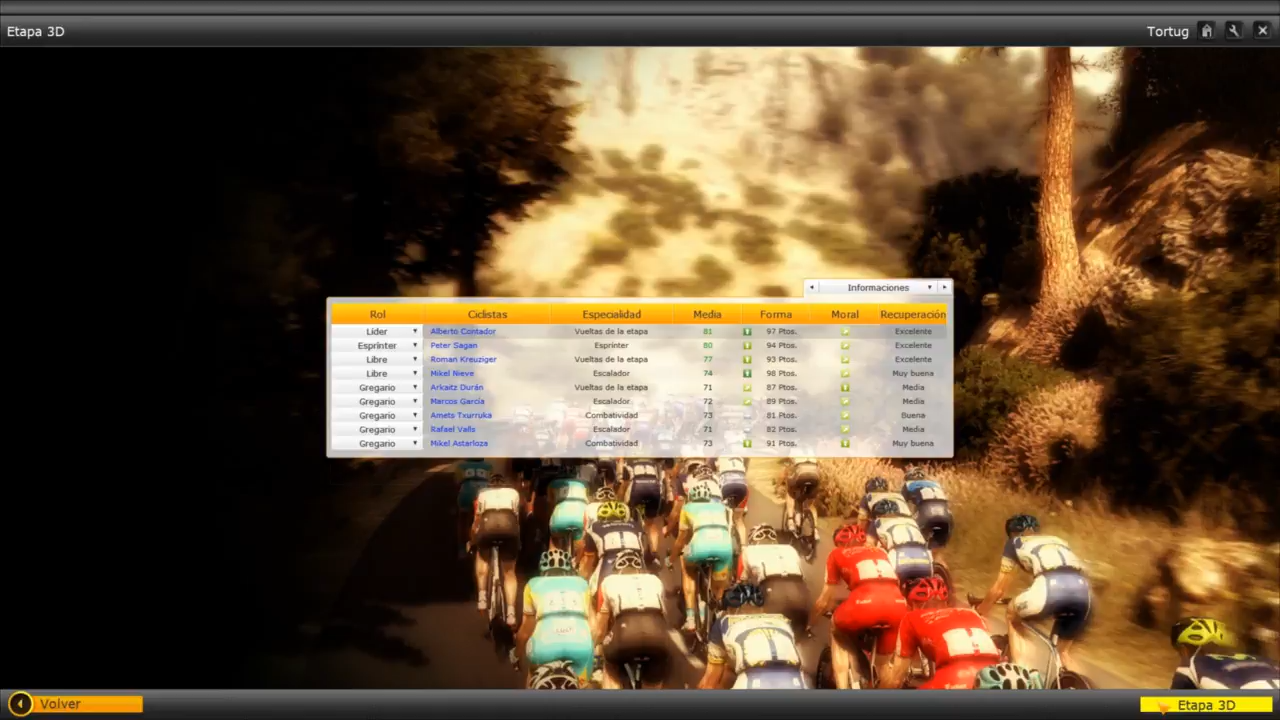 Etapa 3D
Tortug
Informaciones
Rol Ciclistas Especialidad Media Forma Moral Recuperación
Líder Alberto Contador Vueltas de la etapa 81 97 Ptos. Excelente
Esprinter Peter Sagan Esprinter 80 94 Ptos. Excelente
Libre Roman Kreuziger Vueltas de la etapa 77 93 Ptos. Excelente
Libre Mikel Nieve Escalador 74 98 Ptos. Muy buena
Gregario Arkaitz Durán Vueltas de la etapa 71 87 Ptos. Media
Gregario Marcos García Escalador 72 89 Ptos. Media
Gregario Amets Txurruka Combatividad 73 81 Ptos. Buena
Gregario Rafael Valls Escalador 71 82 Ptos. Media
Gregario Mikel Astarloza Combatividad 73 91 Ptos. Muy buena
Volver
Etapa 3D